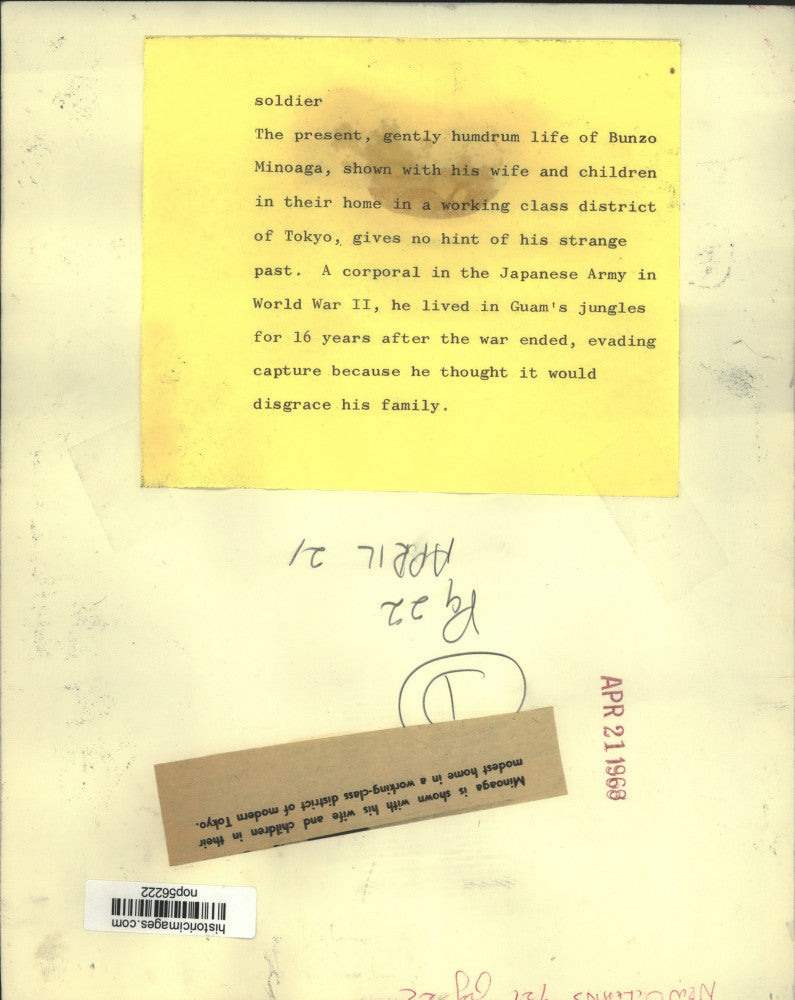 soldier
The present, gently humdrum life of Bunzo
Minoaga, shown with his wife and children
in their home in a working class district
of Tokyo, gives no hint of his strange
past. A corporal in the Japanese Army in
World War II, he lived in Guam's jungles
for 16 years after the war ended, evading
capture because he thought it would
disgrace his family.
APRIL 21
Pg 22
APR 21 1968
Minoaga is shown with his wife and children in their
modest home in a working-class district of modern Tokyo.
nop56222
historicimages.com
NEW ORLEANS